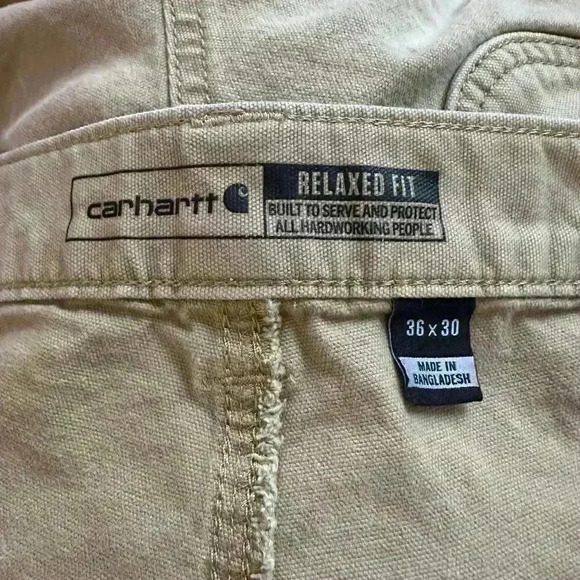 carhartt
RELAXED FIT
BUILT TO SERVE AND PROTECT
ALL HARDWORKING PEOPLE.
36 x 30
MADE IN
BANGLADESH